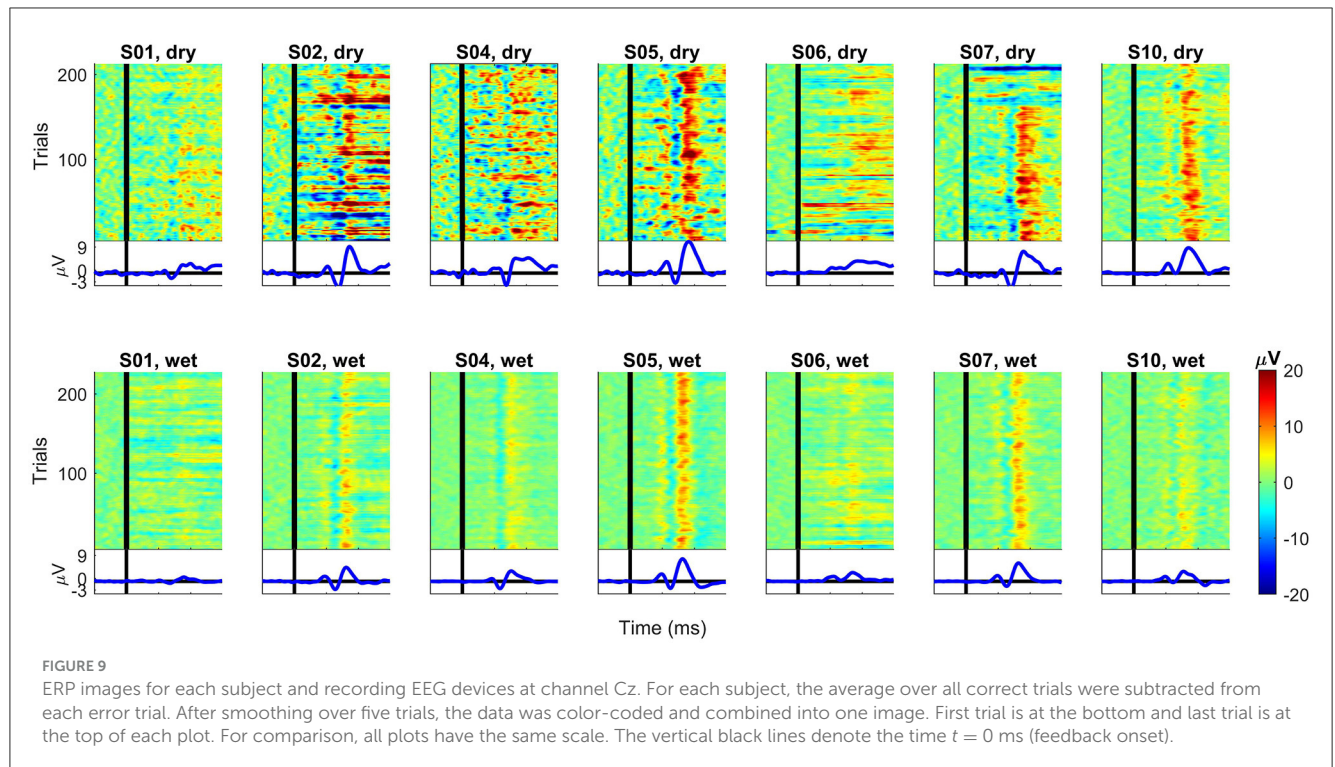 S01, dry S02, dry S04, dry S05, dry S06, dry S07, dry S10, dry
200
Trials
100
9
μV
0
-3
S01, wet S02, wet S04, wet S05, wet S06, wet S07, wet S10, wet
μV
20
10
0
-10
-20
200
Trials
100
9
μV
0
-3
Time (ms)
FIGURE 9
ERP images for each subject and recording EEG devices at channel Cz. For each subject, the average over all correct trials were subtracted from
each error trial. After smoothing over five trials, the data was color-coded and combined into one image. First trial is at the bottom and last trial is at
the top of each plot. For comparison, all plots have the same scale. The vertical black lines denote the time t = 0 ms (feedback onset).